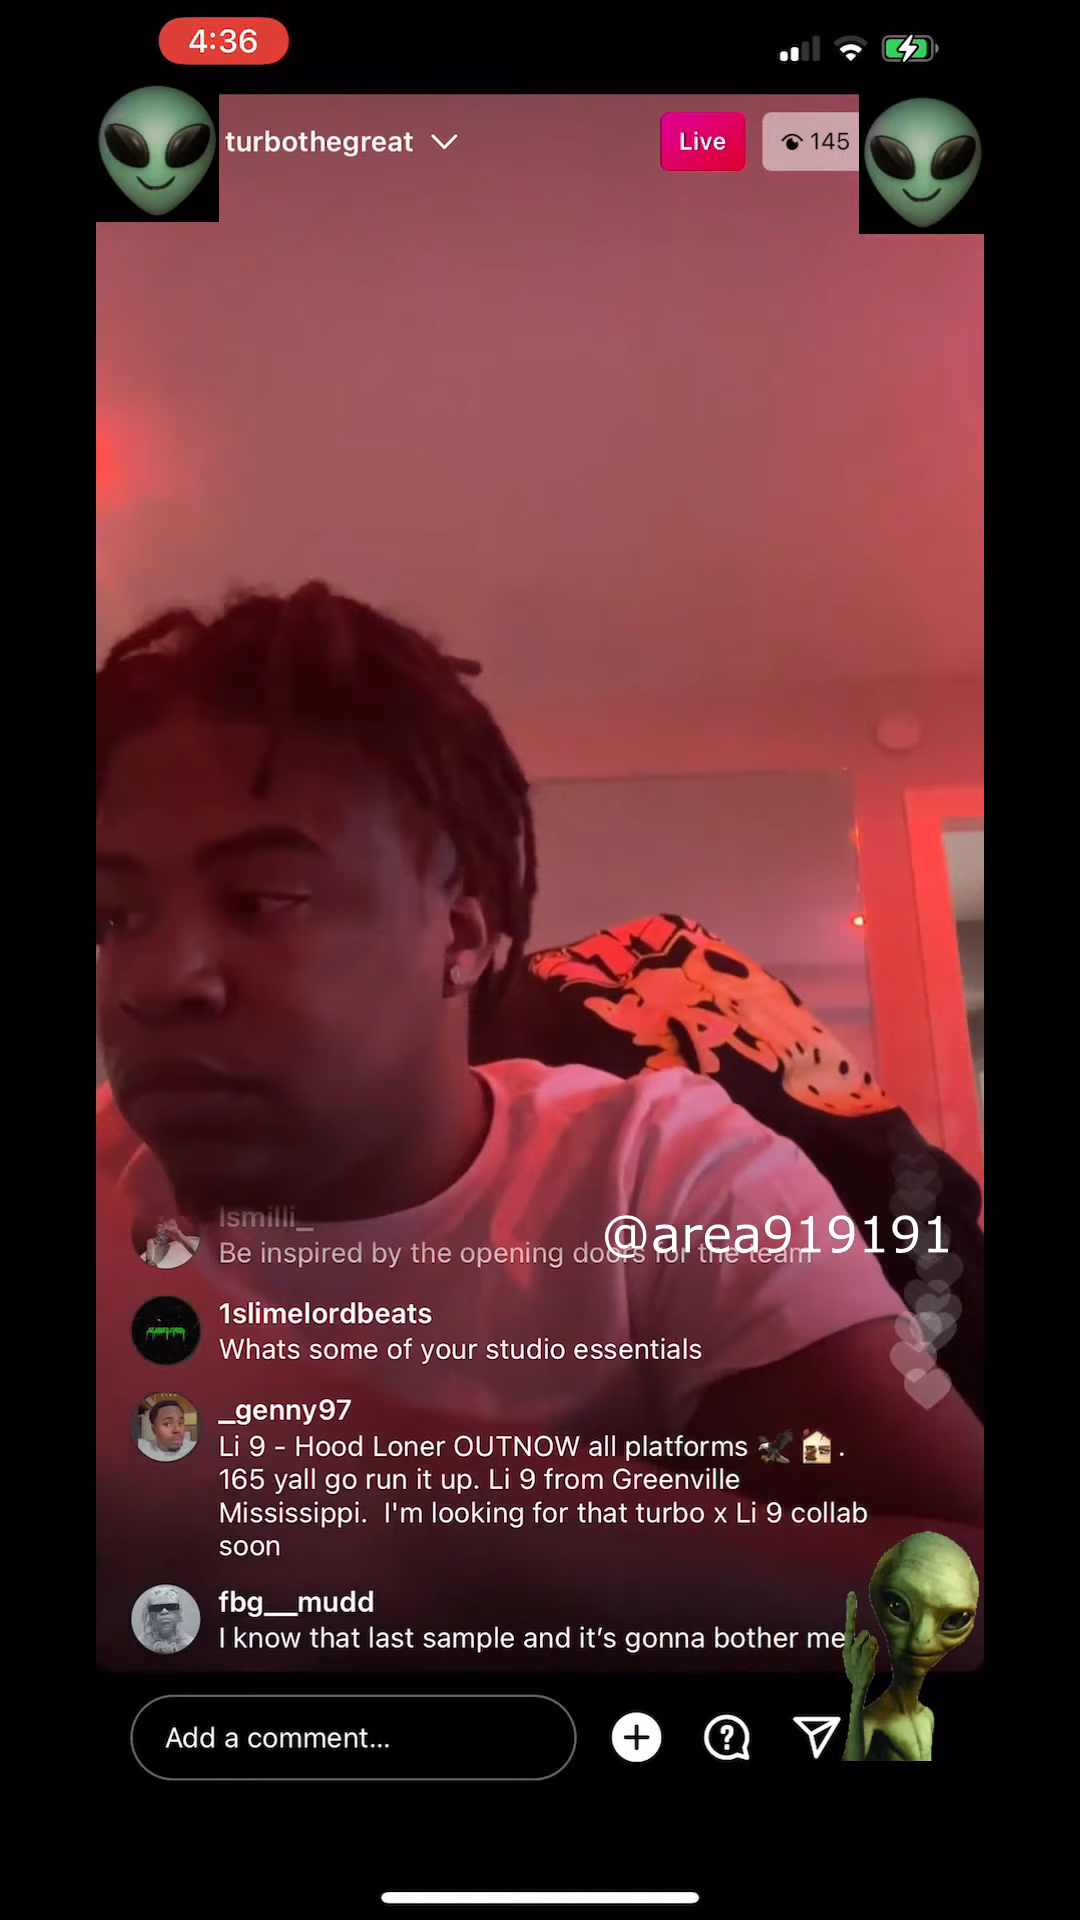 4:36
turbothegreat
Live
145
lsmilli_
Be inspired by the opening doors for the team
@area919191
1slimelordbeats
Whats some of your studio essentials
_genny97
Li 9 - Hood Loner OUTNOW all platforms 🦅 🏠 .
165 yall go run it up. Li 9 from Greenville
Mississippi.  I'm looking for that turbo x Li 9 collab
soon
fbg__mudd
I know that last sample and it’s gonna bother me
Add a comment...